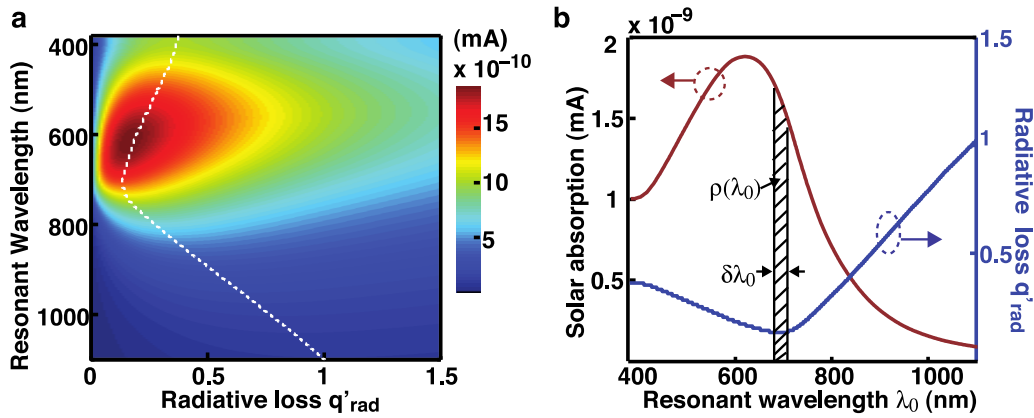 a
(mA)
x 10⁻¹⁰
15
10
5
400
600
800
1000
Resonant Wavelength (nm)
0
0.5
1
1.5
Radiative loss q'rad
b
x 10⁻⁹
2
1.5
1
0.5
0
Solar absorption (mA)
ρ(λ0)
δλ0
1.5
1
0.5
Radiative loss q'rad
400
600
800
1000
Resonant wavelength λ0 (nm)